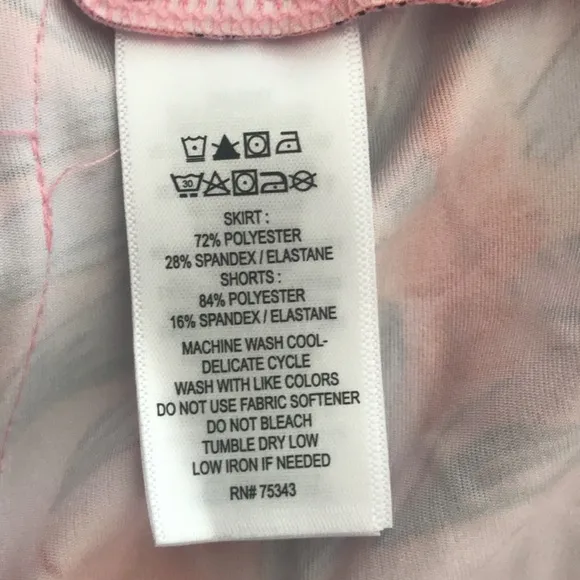 30
SKIRT :
72% POLYESTER
28% SPANDEX / ELASTANE
SHORTS :
84% POLYESTER
16% SPANDEX / ELASTANE
MACHINE WASH COOL-
DELICATE CYCLE
WASH WITH LIKE COLORS
DO NOT USE FABRIC SOFTENER
DO NOT BLEACH
TUMBLE DRY LOW
LOW IRON IF NEEDED
RN# 75343